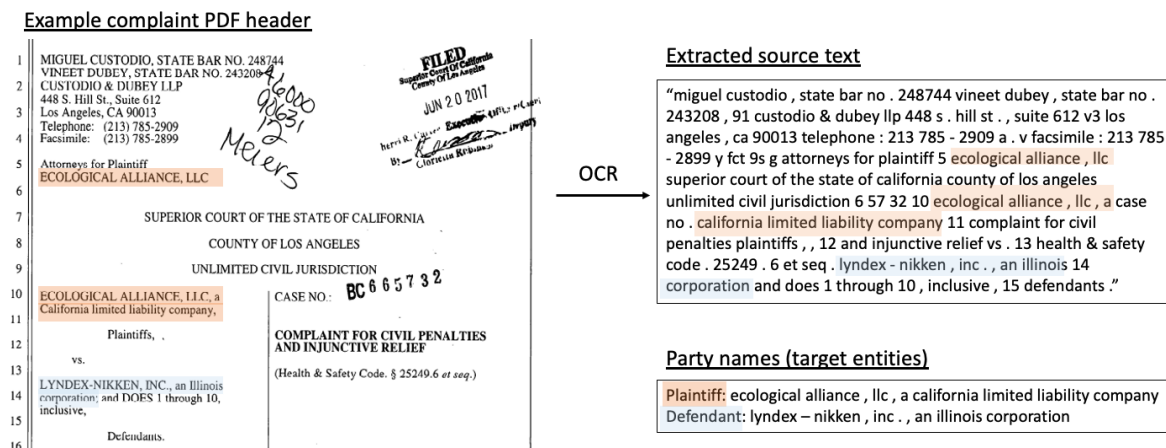 Example complaint PDF header
1 MIGUEL CUSTODIO, STATE BAR NO. 248744
VINEET DUBEY, STATE BAR NO. 243208
2 CUSTODIO & DUBEY LLP
448 S. Hill St., Suite 612
3 Los Angeles, CA 90013
Telephone: (213) 785-2909
4 Facsimile: (213) 785-2899
5 Attorneys for Plaintiff
ECOLOGICAL ALLIANCE, LLC
6
91
96000
90631
12
Meiers
FILED
Superior Court Of California
County Of Los Angeles
JUN 20 2017
7 SUPERIOR COURT OF THE STATE OF CALIFORNIA
8 COUNTY OF LOS ANGELES
9 UNLIMITED CIVIL JURISDICTION
10 ECOLOGICAL ALLIANCE, LLC, a
California limited liability company,
11
Plaintiffs, .
12
vs.
13
LYNDEX-NIKKEN, INC., an Illinois
14 corporation; and DOES 1 through 10,
inclusive,
15
Defendants.
16
CASE NO.: BC665732
COMPLAINT FOR CIVIL PENALTIES
AND INJUNCTIVE RELIEF
(Health & Safety Code. § 25249.6 et seq.)
OCR
Extracted source text
“miguel custodio , state bar no . 248744 vineet dubey , state bar no .
243208 , 91 custodio & dubey llp 448 s . hill st . , suite 612 v3 los
angeles , ca 90013 telephone : 213 785 - 2909 a . v facsimile : 213 785
- 2899 y fct 9s g attorneys for plaintiff 5 ecological alliance , llc
superior court of the state of california county of los angeles
unlimited civil jurisdiction 6 57 32 10 ecological alliance , llc , a case
no . california limited liability company 11 complaint for civil
penalties plaintiffs , , 12 and injunctive relief vs . 13 health & safety
code . 25249 . 6 et seq . lyndex - nikken , inc . , an illinois 14
corporation and does 1 through 10 , inclusive , 15 defendants .”
Party names (target entities)
Plaintiff: ecological alliance , llc , a california limited liability company
Defendant: lyndex – nikken , inc . , an illinois corporation